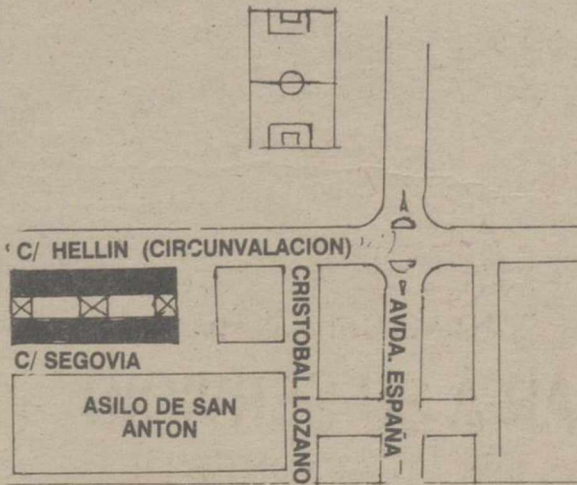 C/ HELLIN (CIRCUNVALACION)
C/ SEGOVIA
ASILO DE SAN
ANTON
CRISTOBAL LOZANO
AVDA. ESPAÑA